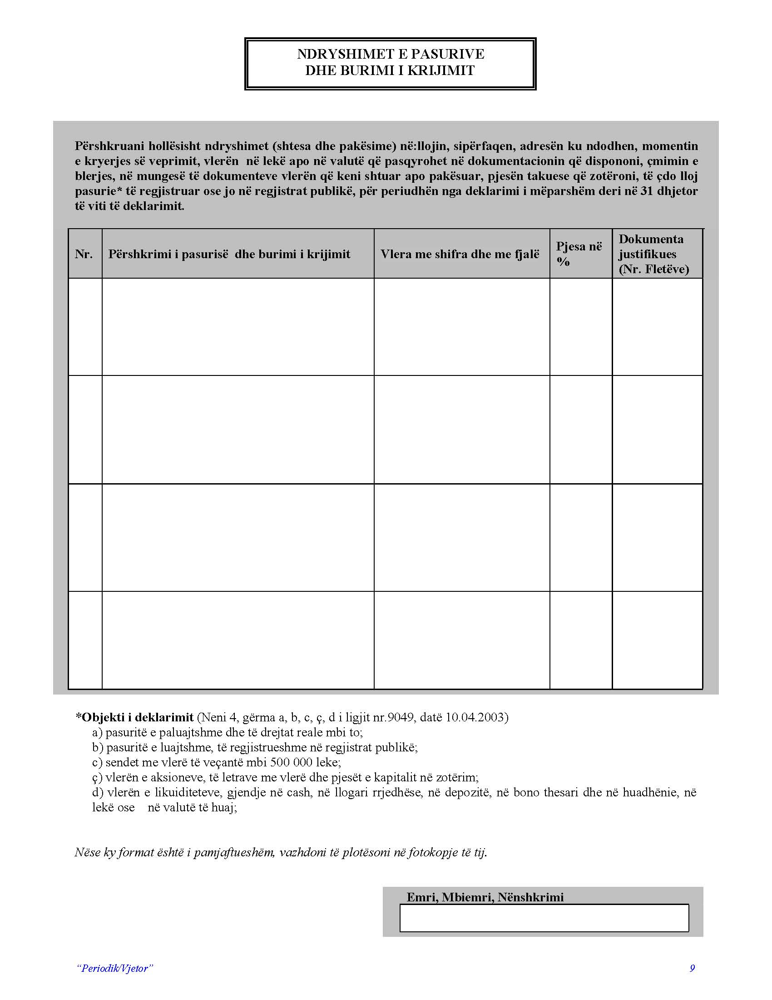 NDRYSHIMET E PASURIVE
DHE BURIMI I KRIJIMIT
Përshkruani hollësisht ndryshimet (shtesa dhe pakësime) në:llojin, sipërfaqen, adresën ku ndodhen, momentin
e kryerjes së veprimit, vlerën në lekë apo në valutë që pasqyrohet në dokumentacionin që dispononi, çmimin e
blerjes, në mungesë të dokumenteve vlerën që keni shtuar apo pakësuar, pjesën takuese që zotëroni, të çdo lloj
pasurie* të regjistruar ose jo në regjistrat publikë, për periudhën nga deklarimi i mëparshëm deri në 31 dhjetor
të viti të deklarimit.
Nr.
Përshkrimi i pasurisë dhe burimi i krijimit
Vlera me shifra dhe me fjalë
Pjesa në
%
Dokumenta
justifikues
(Nr. Fletëve)
*Objekti i deklarimit (Neni 4, gërma a, b, c, ç, d i ligjit nr.9049, datë 10.04.2003)
a) pasuritë e paluajtshme dhe të drejtat reale mbi to;
b) pasuritë e luajtshme, të regjistrueshme në regjistrat publikë;
c) sendet me vlerë të veçantë mbi 500 000 leke;
ç) vlerën e aksioneve, të letrave me vlerë dhe pjesët e kapitalit në zotërim;
d) vlerën e likuiditeteve, gjendje në cash, në llogari rrjedhëse, në depozitë, në bono thesari dhe në huadhënie, në
lekë ose në valutë të huaj;
Nëse ky format është i pamjaftueshëm, vazhdoni të plotësoni në fotokopje të tij.
Emri, Mbiemri, Nënshkrimi
“Periodik/Vjetor” 9